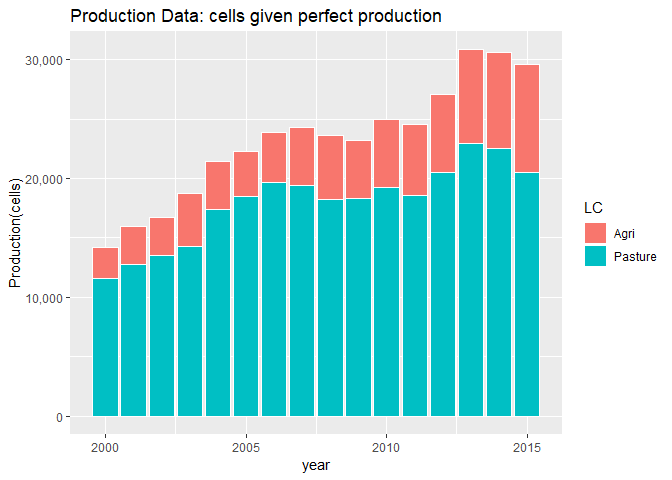 Production Data: cells given perfect production
30,000
20,000
10,000
0
Production(cells)
2000
2005
2010
2015
year
LC
Agri
Pasture